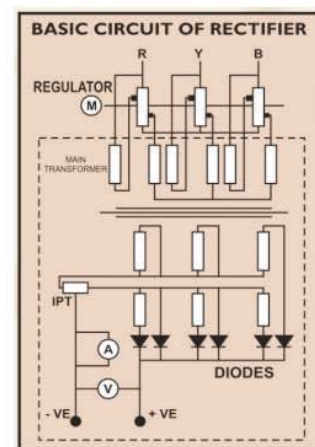 BASIC CIRCUIT OF RECTIFIER
R Y B
REGULATOR
M
MAIN
TRANSFORMER
IPT
A
V
DIODES
- VE
+ VE